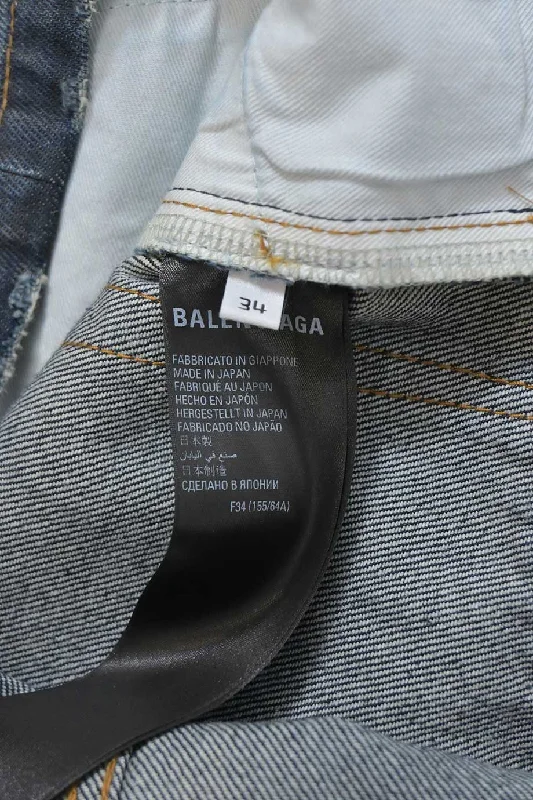 34
BALENCIAGA
FABBRICATO IN GIAPPONE
MADE IN JAPAN
FABRIQUÉ AU JAPON
HECHO EN JAPÓN
HERGESTELLT IN JAPAN
FABRICADO NO JAPÃO
日本製
صنع في اليابان
日本制造
СДЕЛАНО В ЯПОНИИ
F34 (155/64A)